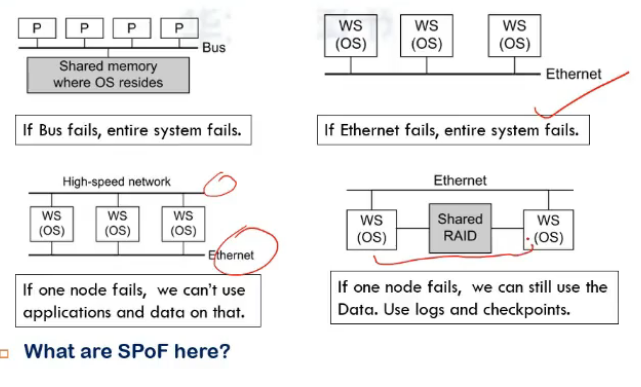 P P P P
Bus
Shared memory
where OS resides
If Bus fails, entire system fails.
WS WS WS
(OS) (OS) (OS)
Ethernet
If Ethernet fails, entire system fails.
High-speed network
WS WS WS
(OS) (OS) (OS)
Ethernet
If one node fails, we can't use
applications and data on that.
Ethernet
WS Shared WS
(OS) RAID (OS)
If one node fails, we can still use the
Data. Use logs and checkpoints.
What are SPoF here?